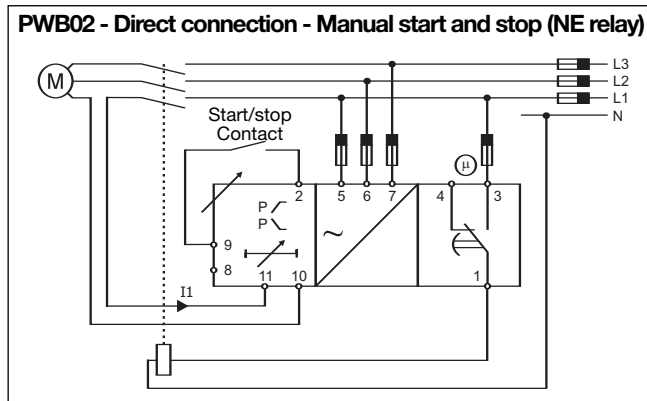 PWB02 - Direct connection - Manual start and stop (NE relay)
L3
M
L2
L1
Start/stop
N
Contact
µ
2
5
6
7
4
3
P
P
~
9
8
11
10
1
I1